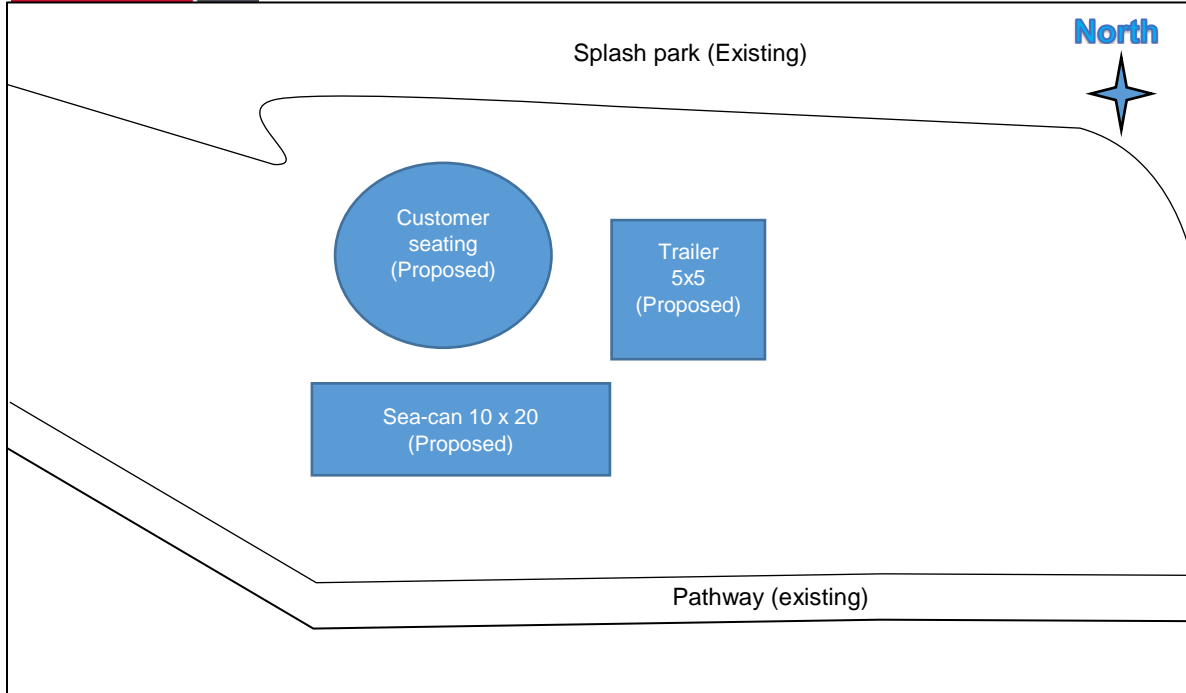 North
Splash park (Existing)
Customer
seating
(Proposed)
Trailer
5x5
(Proposed)
Sea-can 10 x 20
(Proposed)
Pathway (existing)